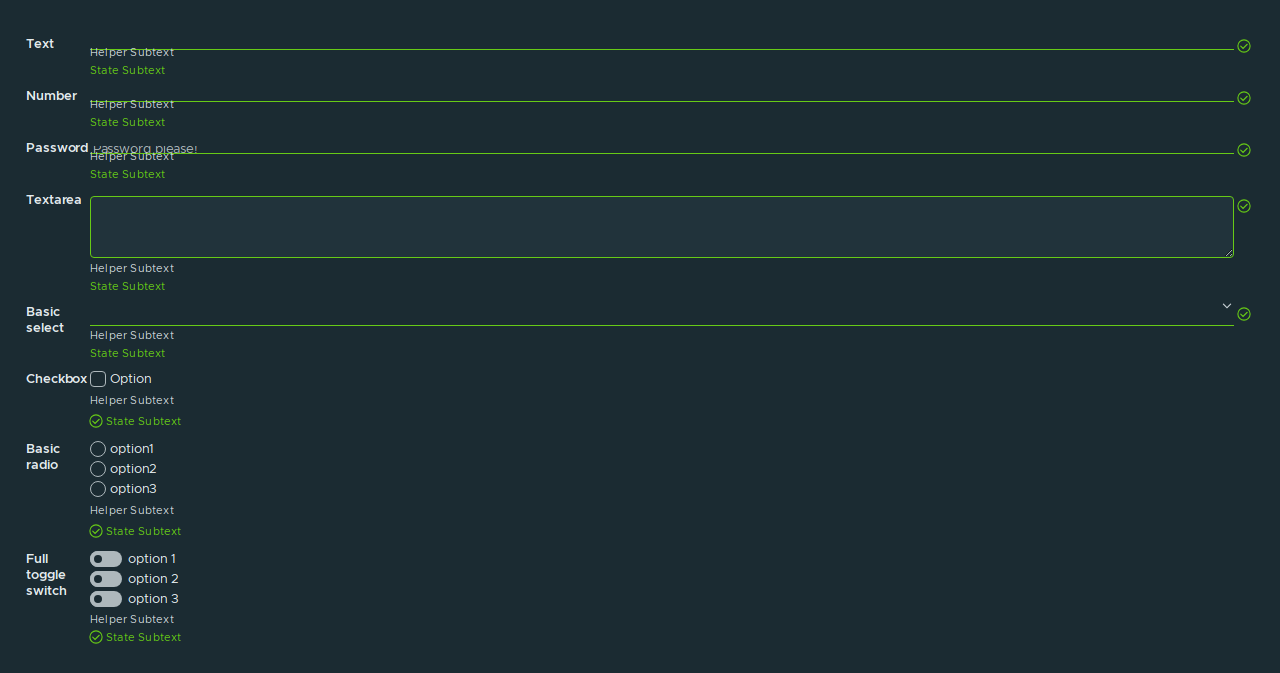 Text
Helper Subtext
State Subtext
Number
Helper Subtext
State Subtext
Password Password please!
Helper Subtext
State Subtext
Textarea
Helper Subtext
State Subtext
Basic
select
Helper Subtext
State Subtext
Checkbox Option
Helper Subtext
State Subtext
Basic
radio
option1
option2
option3
Helper Subtext
State Subtext
Full
toggle
switch
option 1
option 2
option 3
Helper Subtext
State Subtext